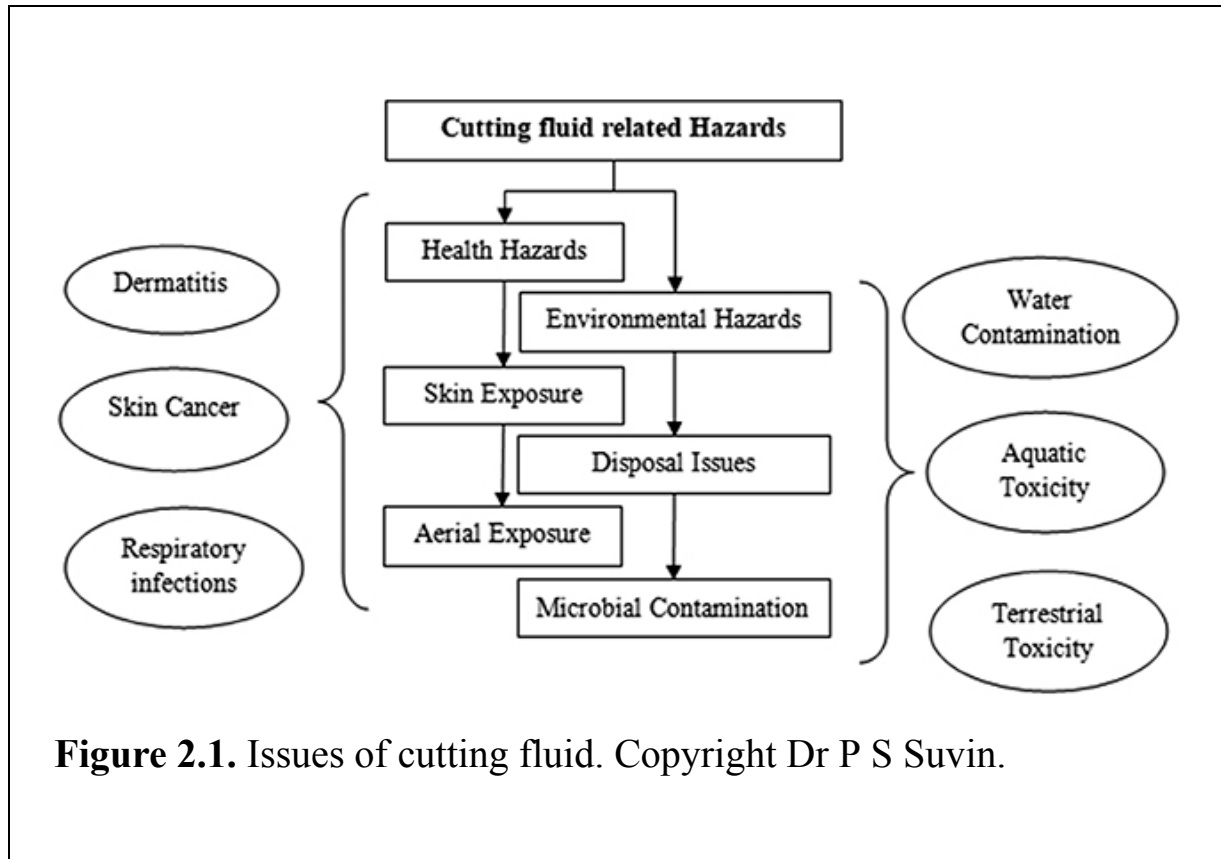 Cutting fluid related Hazards
Health Hazards
Environmental Hazards
Skin Exposure
Disposal Issues
Aerial Exposure
Microbial Contamination
Dermatitis
Skin Cancer
Respiratory
infections
Water
Contamination
Aquatic
Toxicity
Terrestrial
Toxicity
Figure 2.1. Issues of cutting fluid. Copyright Dr P S Suvin.